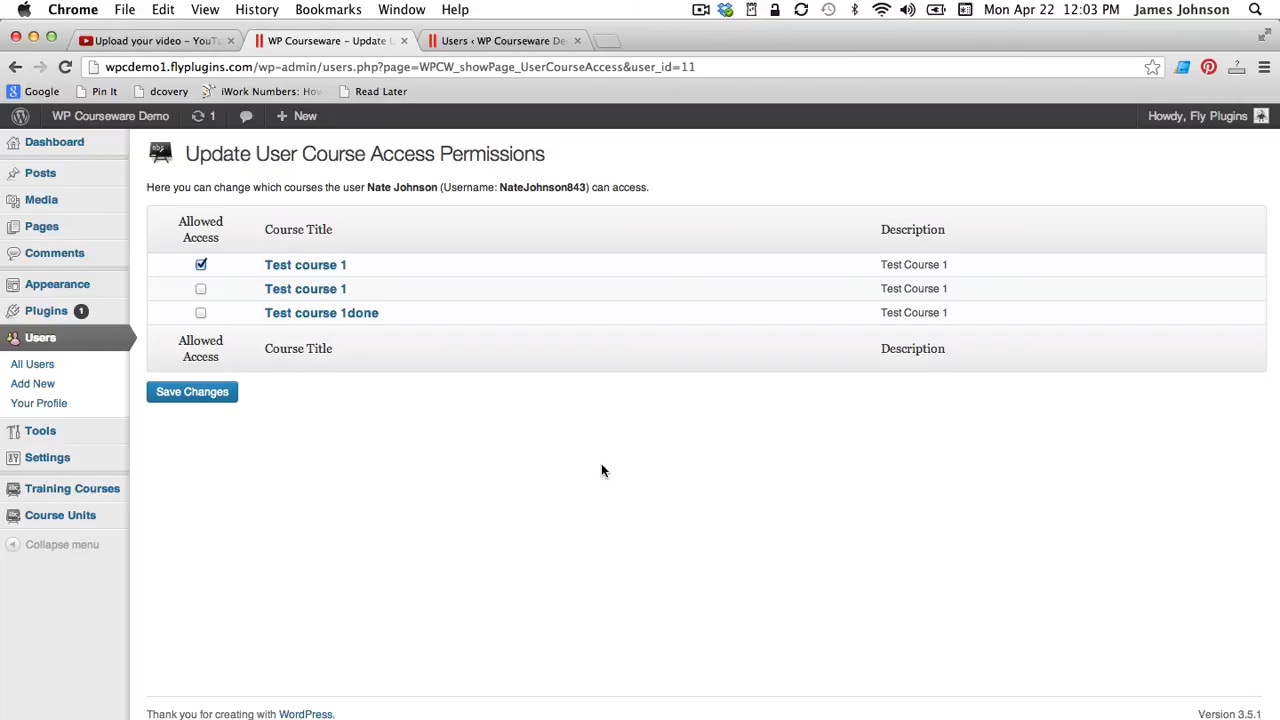 Chrome File Edit View History Bookmarks Window Help Mon Apr 22 12:03 PM James Johnson
Upload your video – YouTu WP Courseware – Update U Users ‹ WP Courseware De
wpcdemo1.flyplugins.com/wp-admin/users.php?page=WPCW_showPage_UserCourseAccess&user_id=11
Google Pin It dcovery iWork Numbers: How Read Later
WP Courseware Demo 1 + New Howdy, Fly Plugins
Dashboard
Posts
Media
Pages
Comments
Appearance
Plugins 1
Users
All Users
Add New
Your Profile
Tools
Settings
Training Courses
Course Units
Collapse menu
Update User Course Access Permissions
Here you can change which courses the user Nate Johnson (Username: NateJohnson843) can access.
Allowed Access Course Title Description
Test course 1 Test Course 1
Test course 1 Test Course 1
Test course 1done Test Course 1
Allowed Access Course Title Description
Save Changes
Thank you for creating with WordPress. Version 3.5.1